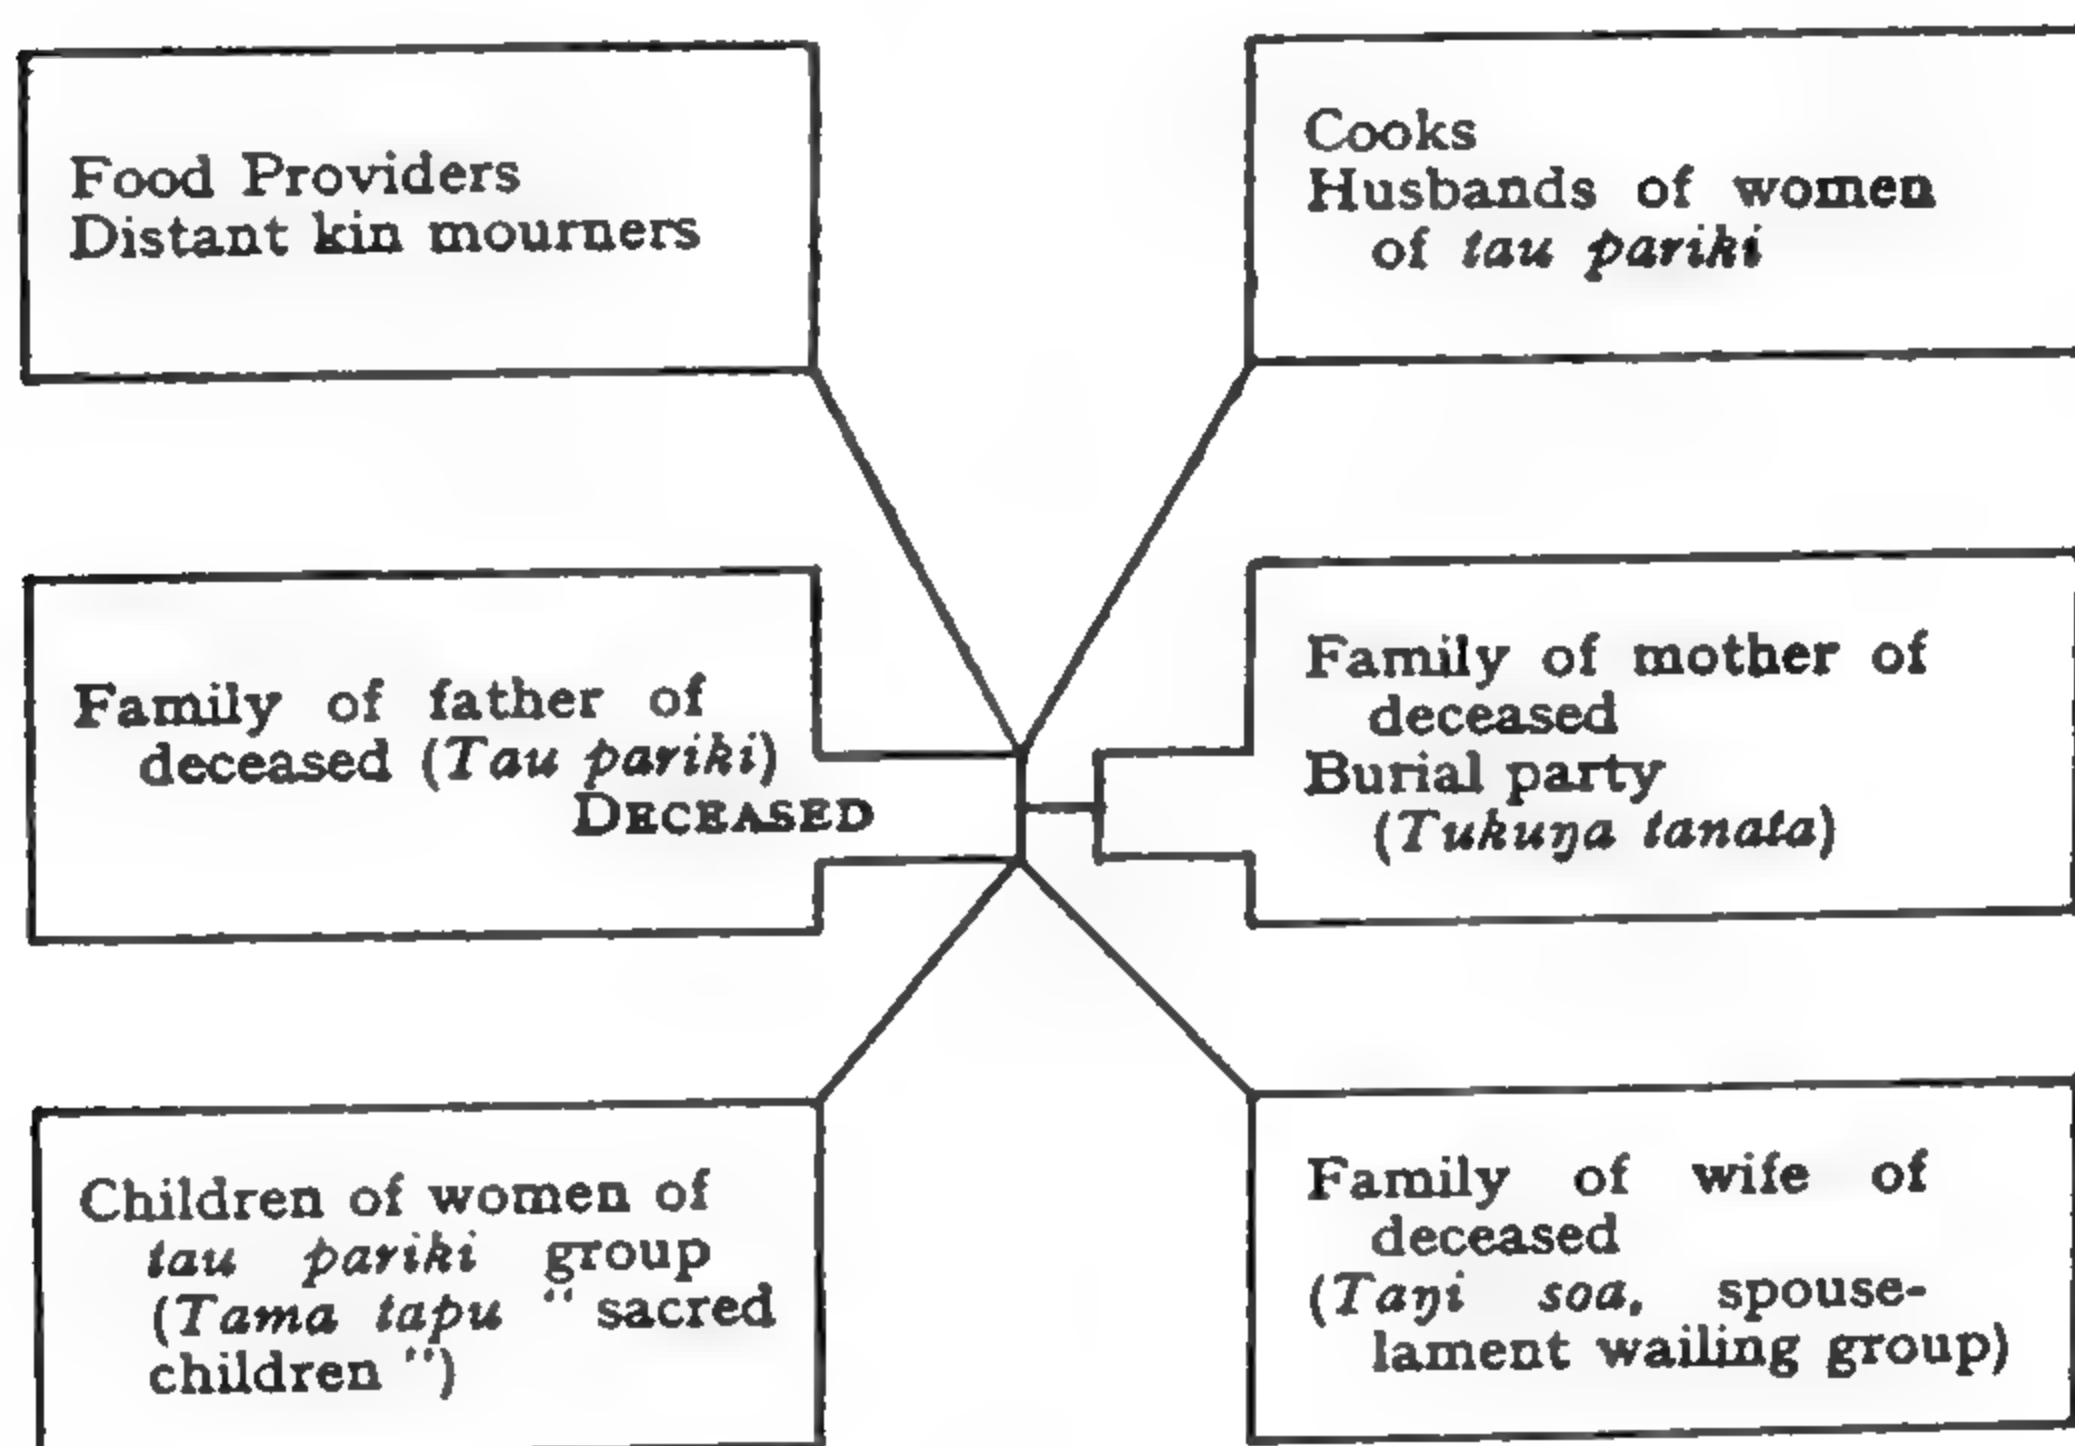 Food Providers
Distant kin mourners
Cooks
Husbands of women
of tau pariki
Family of father of
deceased (Tau pariki)
DECEASED
Family of mother of
deceased
Burial party
(Tukuŋa tanata)
Children of women of
tau pariki group
(Tama tapu “ sacred
children ”)
Family of wife of
deceased
(Taŋi soa, spouse-
lament wailing group)